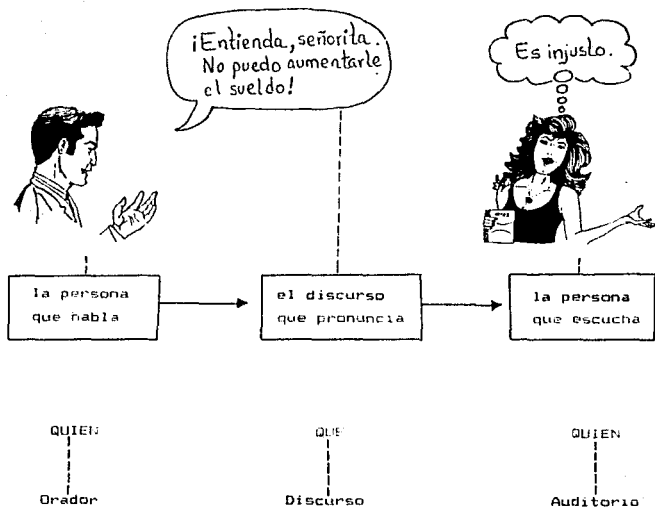 ¡Entienda, señorita.
No puedo aumentarle
el sueldo!
Es injusto.
la persona
que habla
el discurso
que pronuncia
la persona
que escucha
QUIEN
QUE
QUIEN
Orador
Discurso
Auditorio